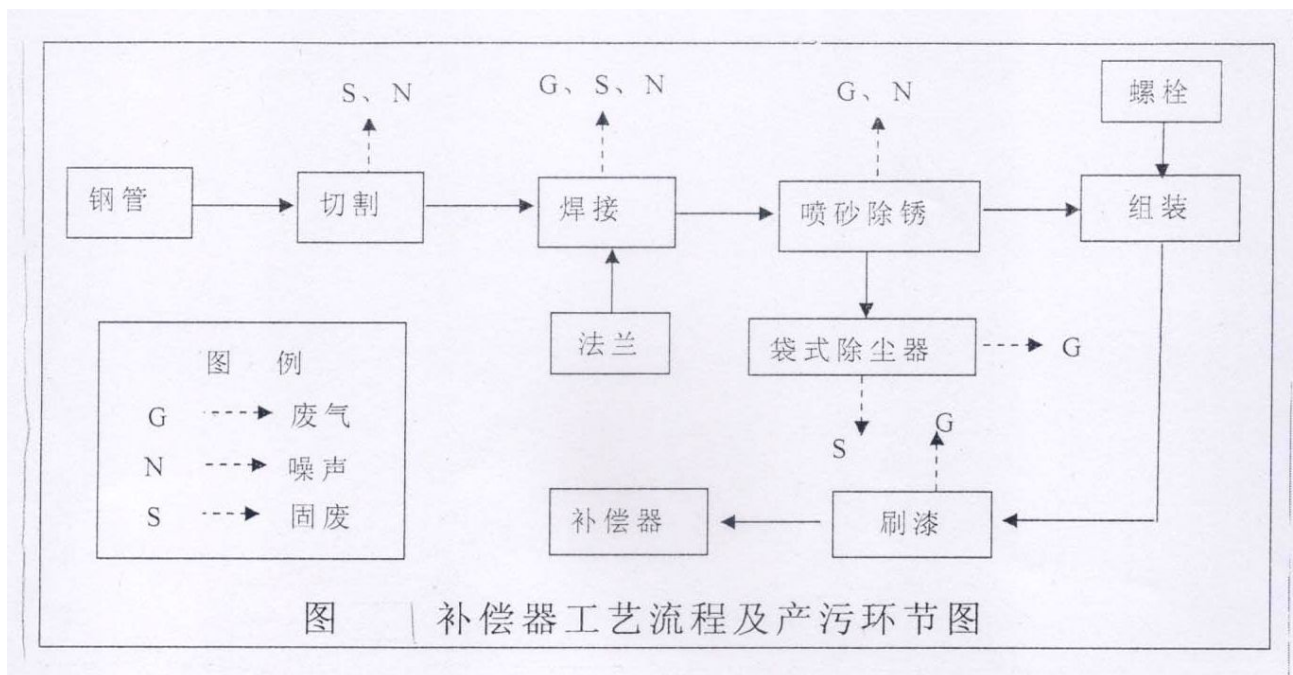 S、N
G、S、N
G、N
螺栓
钢管
切割
焊接
喷砂除锈
组装
法兰
袋式除尘器
G
S
G
补偿器
刷漆
图 例
G 废气
N 噪声
S 固废
图 补偿器工艺流程及产污环节图